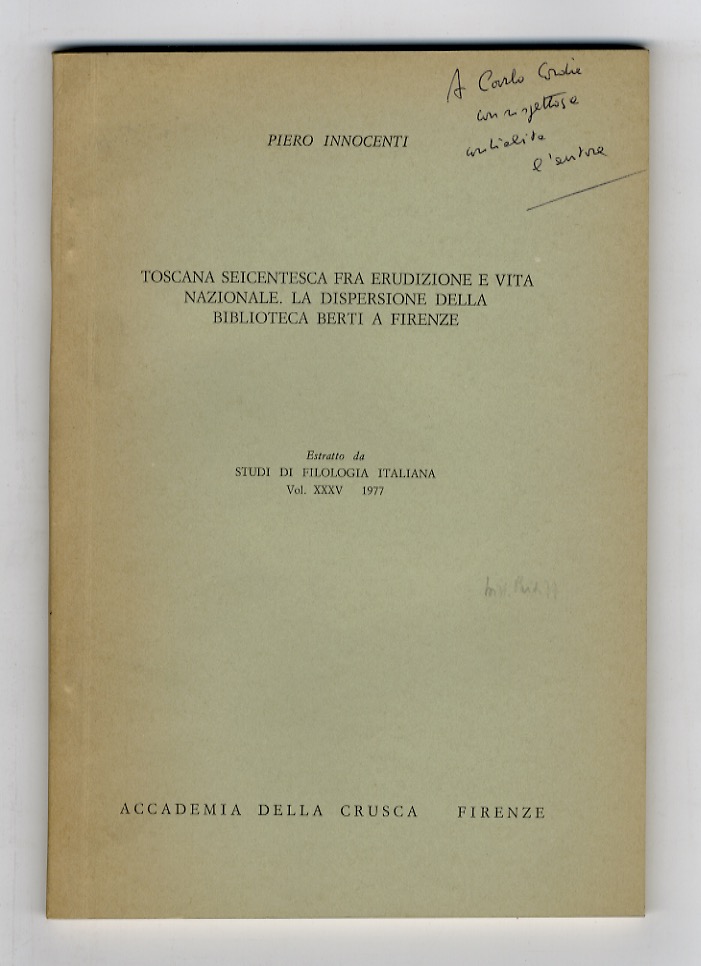 A Carlo Cordié
con rispettosa
cordialità
l'autore
PIERO INNOCENTI
TOSCANA SEICENTESCA FRA ERUDIZIONE E VITA
NAZIONALE. LA DISPERSIONE DELLA
BIBLIOTECA BERTI A FIRENZE
Estratto da
STUDI DI FILOLOGIA ITALIANA
Vol. XXXV 1977
ACCADEMIA DELLA CRUSCA FIRENZE